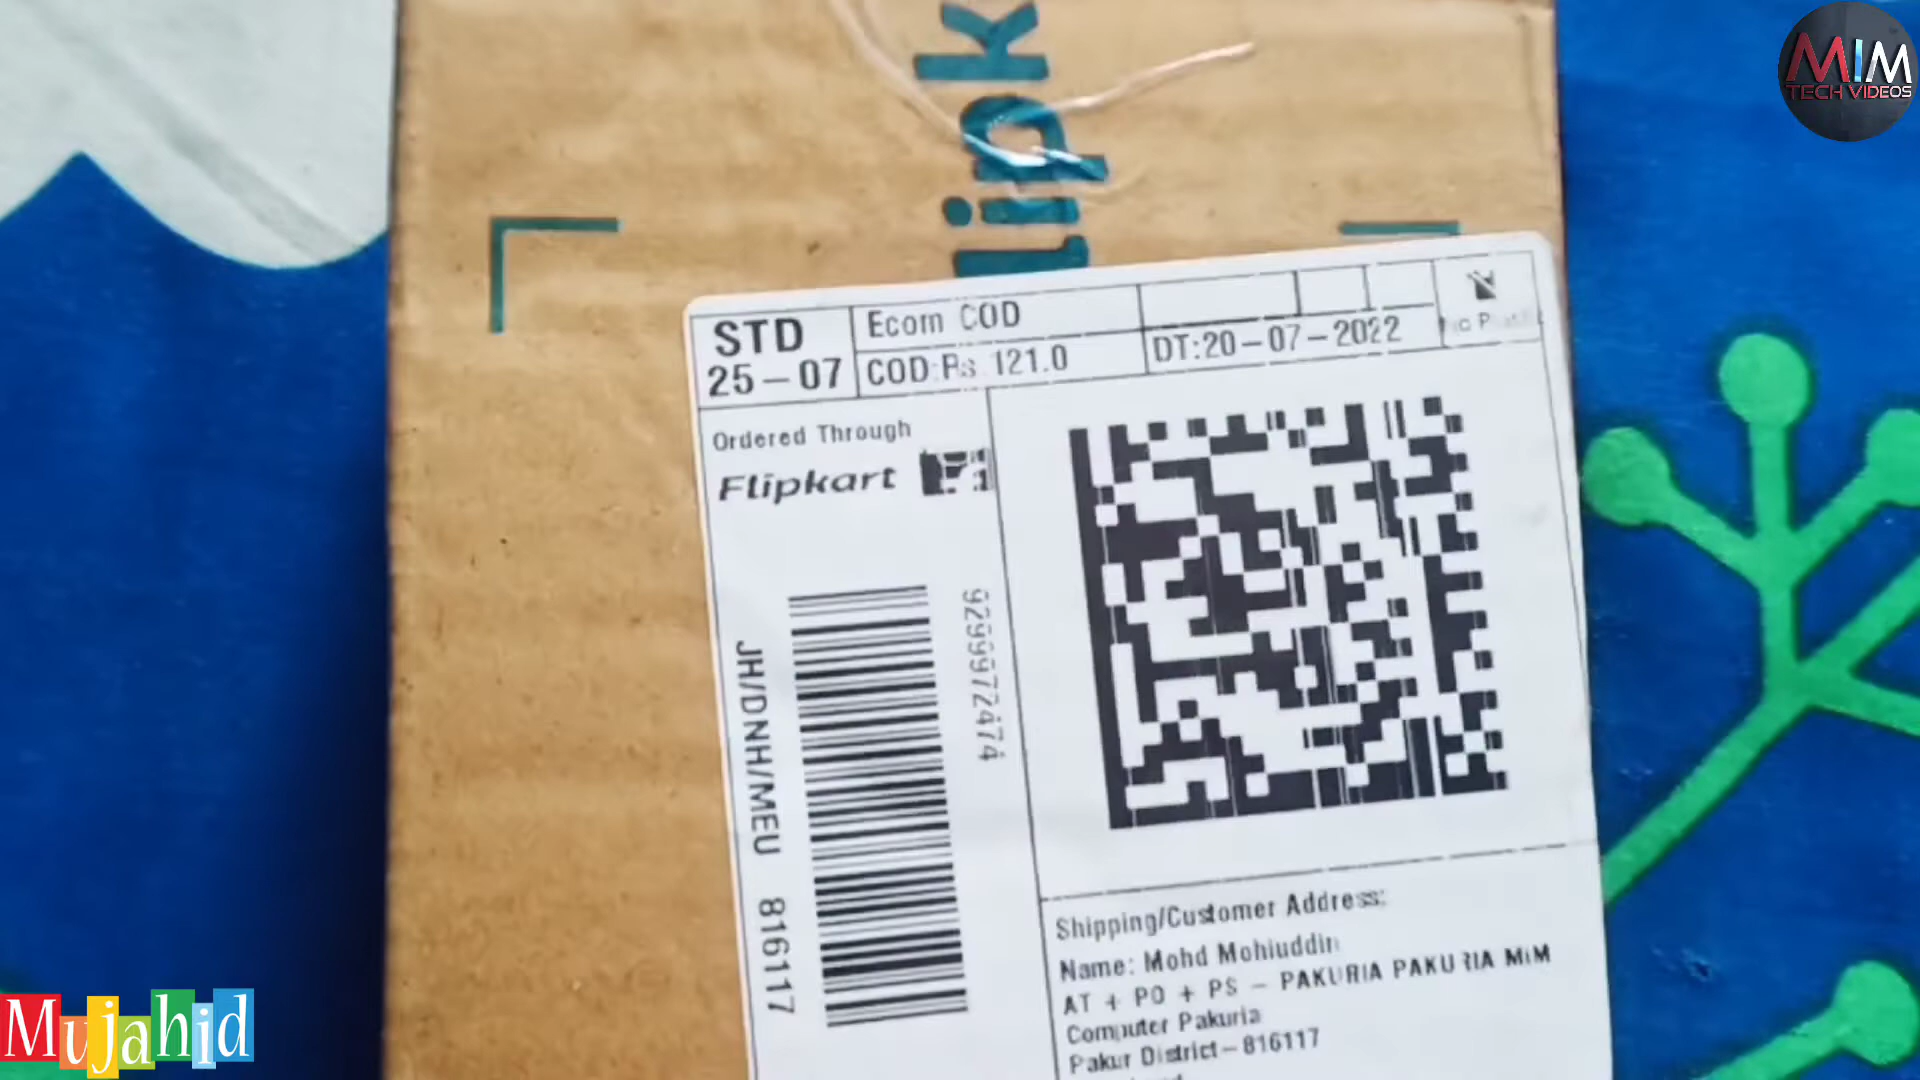 MIM
TECH VIDEOS
lipk
STD
25-07
Ecom COD
COD:Rs. 121.0
DT:20-07-2022
Ordered Through
Flipkart
JH/DNH/MEU 816117
Shipping/Customer Address:
Name: Mohd Mohiuddin
AT + PO + PS - PAKURIA PAKURIA MiM
Computer Pakuria
Pakur District-816117
Mujahid